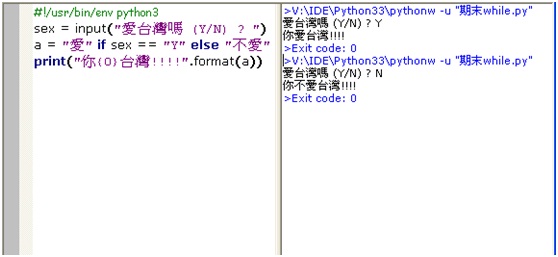 #!/usr/bin/env python3
sex = input("愛台灣嗎 (Y/N) ? ")
a = "愛" if sex == "Y" else "不愛"
print("你{0}台灣!!!!".format(a))
>V:\IDE\Python33\pythonw -u "期末while.py"
愛台灣嗎 (Y/N) ? Y
你愛台灣!!!!
>Exit code: 0
>V:\IDE\Python33\pythonw -u "期末while.py"
愛台灣嗎 (Y/N) ? N
你不愛台灣!!!!
>Exit code: 0